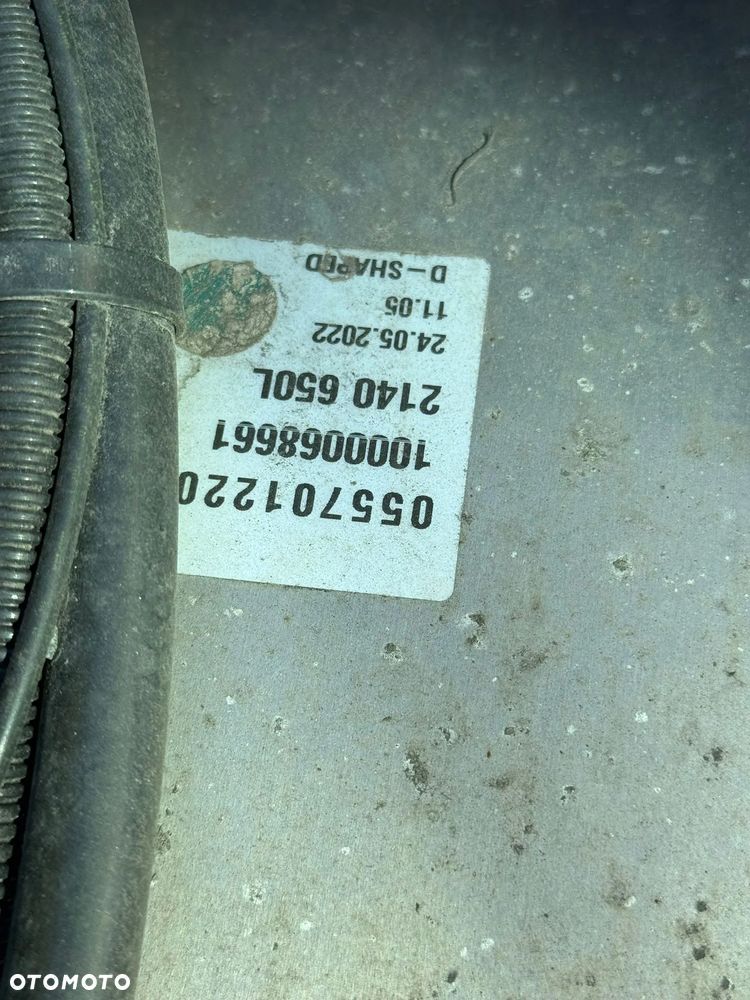 055701220
1000068661
2140 650L
24.05.2022
11.05
D-SHAPED
OTOMOTO